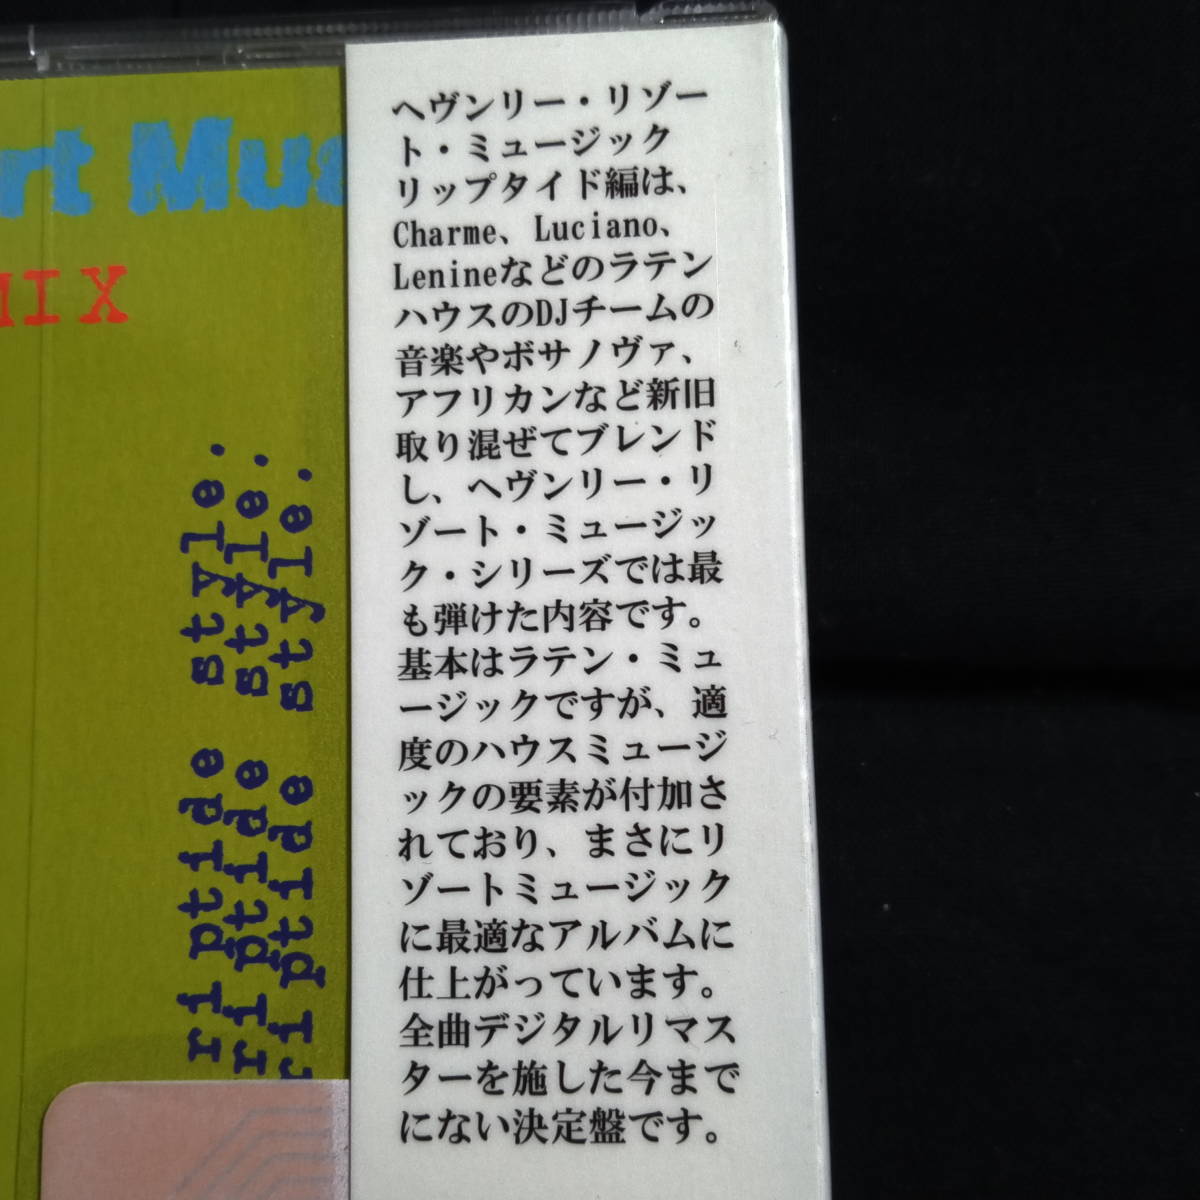 rt Mus
MIX
riptide style.
riptide style.
riptide style.
ヘヴンリー・リゾー
ト・ミュージック
リップタイド編は、
Charme、Luciano、
Lenineなどのラテン
ハウスのDJチームの
音楽やボサノヴァ、
アフリカンなど新旧
取り混ぜてブレンド
し、ヘヴンリー・リ
ゾート・ミュージッ
ク・シリーズでは最
も弾けた内容です。
基本はラテン・ミュ
ージックですが、適
度のハウスミュージ
ックの要素が付加さ
れており、まさにリ
ゾートミュージック
に最適なアルバムに
仕上がっています。
全曲デジタルリマス
ターを施した今まで
にない決定盤です。